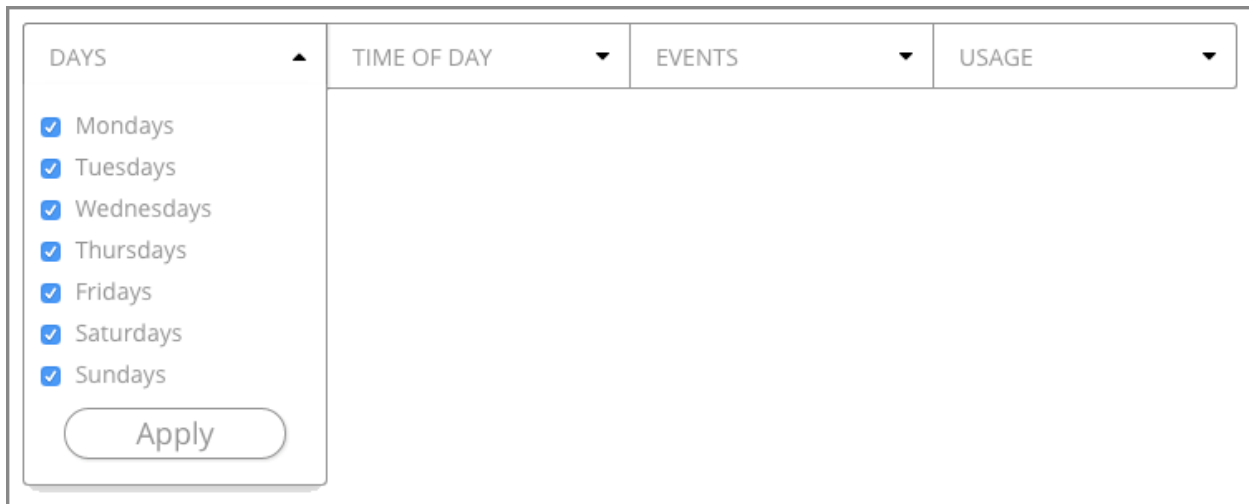 DAYS TIME OF DAY EVENTS USAGE
Mondays
Tuesdays
Wednesdays
Thursdays
Fridays
Saturdays
Sundays
Apply